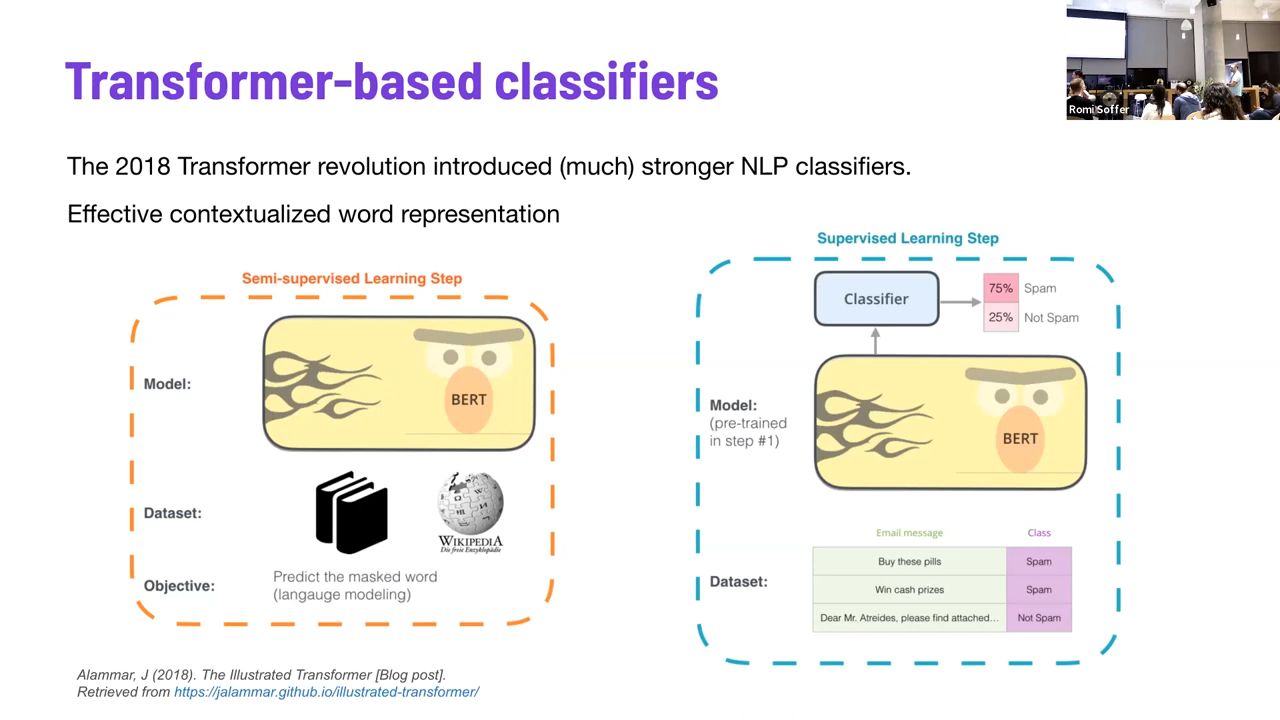 Transformer-based classifiers
Romi Soffer
The 2018 Transformer revolution introduced (much) stronger NLP classifiers.
Effective contextualized word representation
Semi-supervised Learning Step
Model:
BERT
Dataset:
WIKIPEDIA
Die freie Enzyklopädie
Objective:
Predict the masked word
(langauge modeling)
Supervised Learning Step
Classifier
75% Spam
25% Not Spam
Model:
(pre-trained
in step #1)
BERT
Dataset:
Email message Class
Buy these pills Spam
Win cash prizes Spam
Dear Mr. Atreides, please find attached... Not Spam
Alammar, J (2018). The Illustrated Transformer [Blog post].
Retrieved from https://jalammar.github.io/illustrated-transformer/